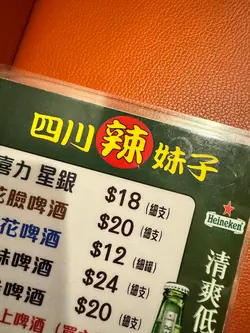 四川辣妹子
喜力 星銀 $18(細支)
花臉啤酒 $20(細支)
花啤酒 $12(細罐)
味啤酒 $24(細支)
啤酒 $20(細支)
上啤酒
Heineken
清爽低